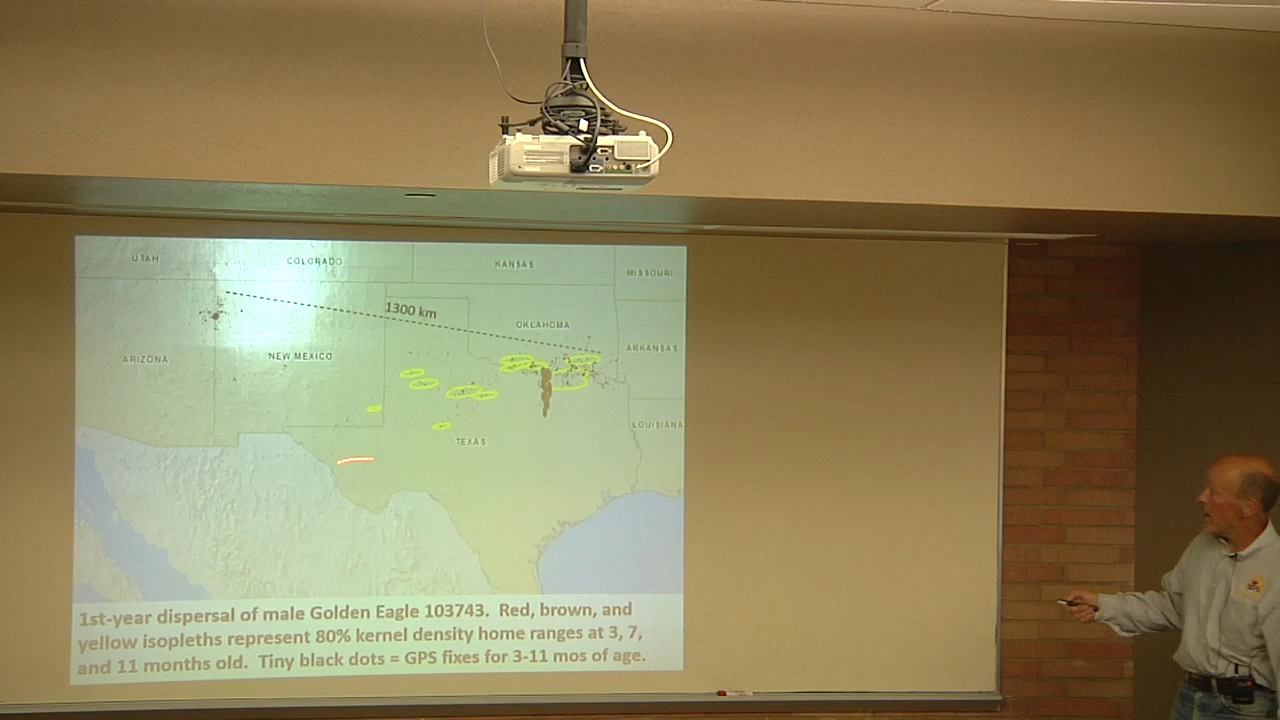 UTAH
COLORADO
KANSAS
MISSOURI
1300 km
OKLAHOMA
ARIZONA
NEW MEXICO
ARKANSAS
LOUISIANA
TEXAS
1st-year dispersal of male Golden Eagle 103743. Red, brown, and
yellow isopleths represent 80% kernel density home ranges at 3, 7,
and 11 months old. Tiny black dots = GPS fixes for 3-11 mos of age.